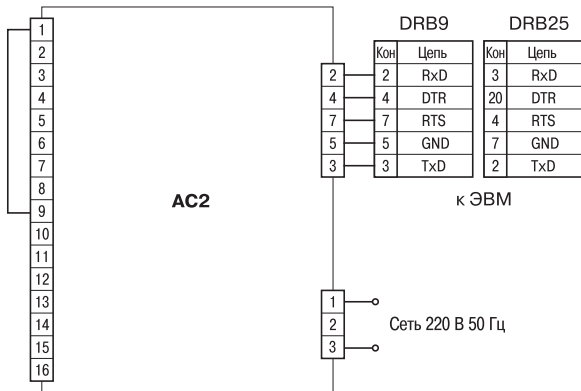 DRB9
DRB25
Кон Цепь
2 RxD
4 DTR
7 RTS
5 GND
3 TxD
Кон Цепь
3 RxD
20 DTR
4 RTS
7 GND
2 TxD
к ЭВМ
1
2
3
4
5
6
7
8
9
10
11
12
13
14
15
16
АС2
2
4
7
5
3
1
2
3
Сеть 220 В 50 Гц